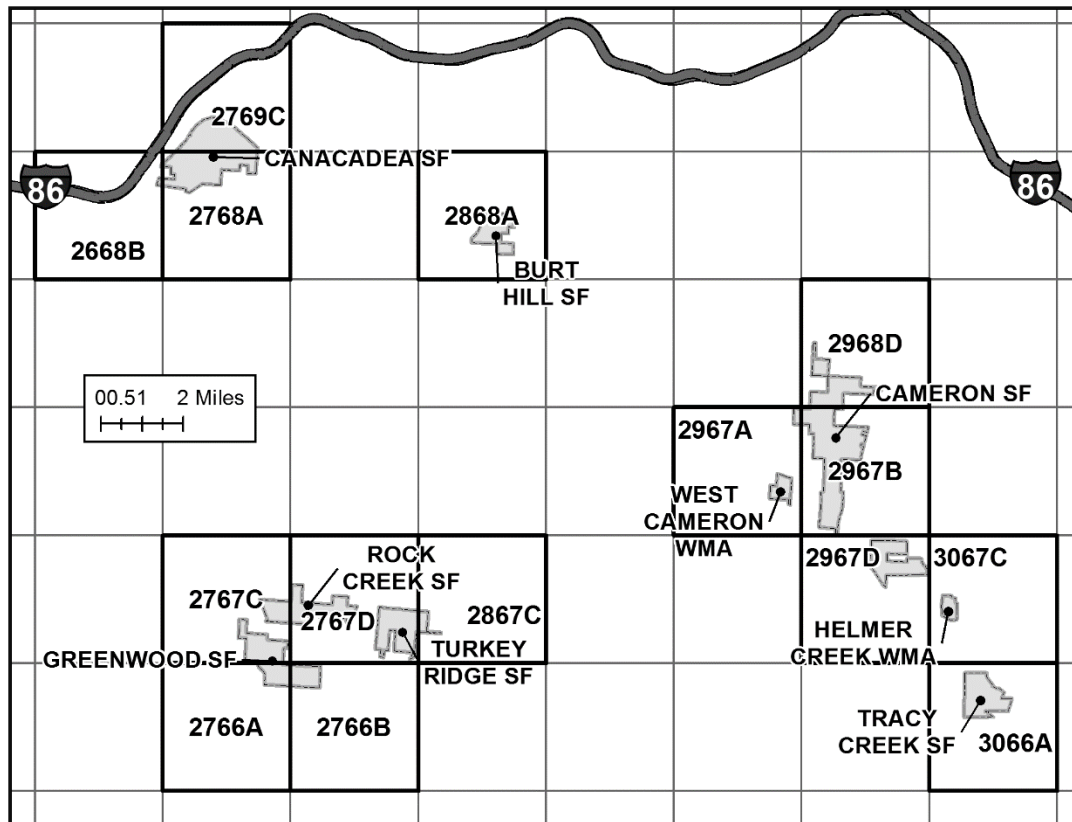 2769C
CANACADEA SF
86
86
2768A
2868A
2668B
BURT
HILL SF
2968D
00.51 2 Miles
CAMERON SF
2967A
2967B
WEST
CAMERON
WMA
ROCK
CREEK SF
2967D
3067C
2767C
2767D
2867C
HELMER
CREEK WMA
GREENWOOD SF
TURKEY
RIDGE SF
2766A
2766B
TRACY
CREEK SF
3066A